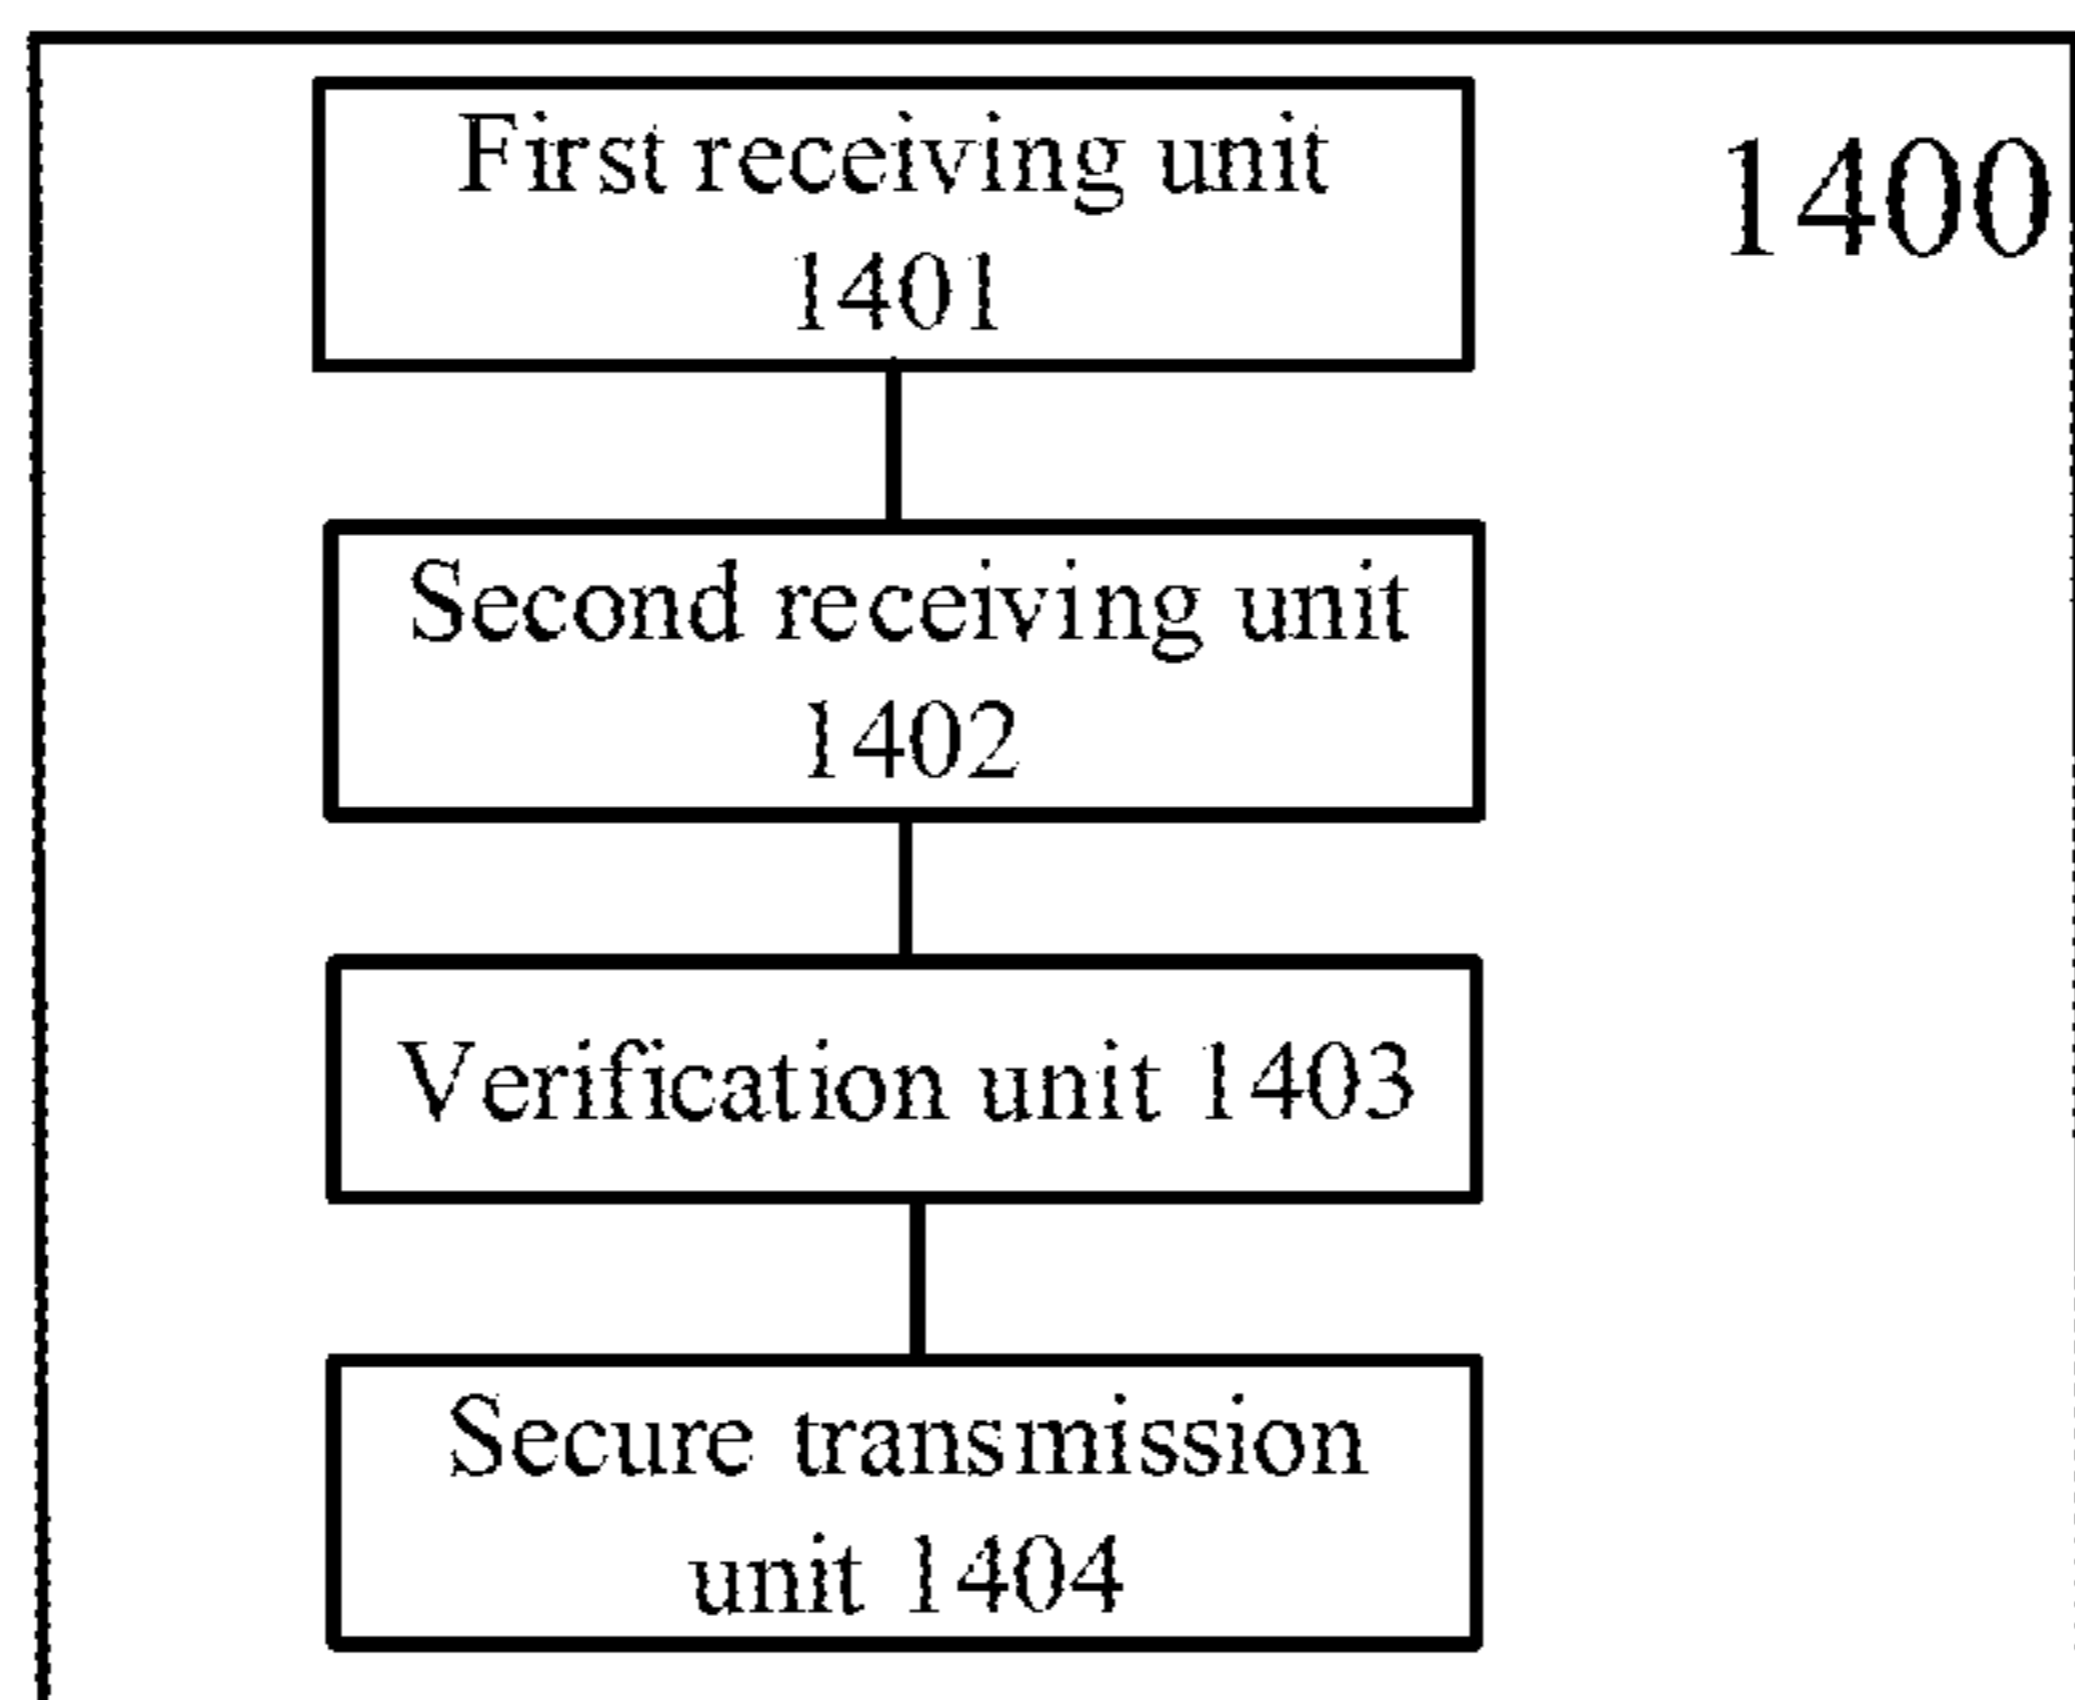 First receiving unit
1401
1400
Second receiving unit
1402
Verification unit 1403
Secure transmission
unit 1404